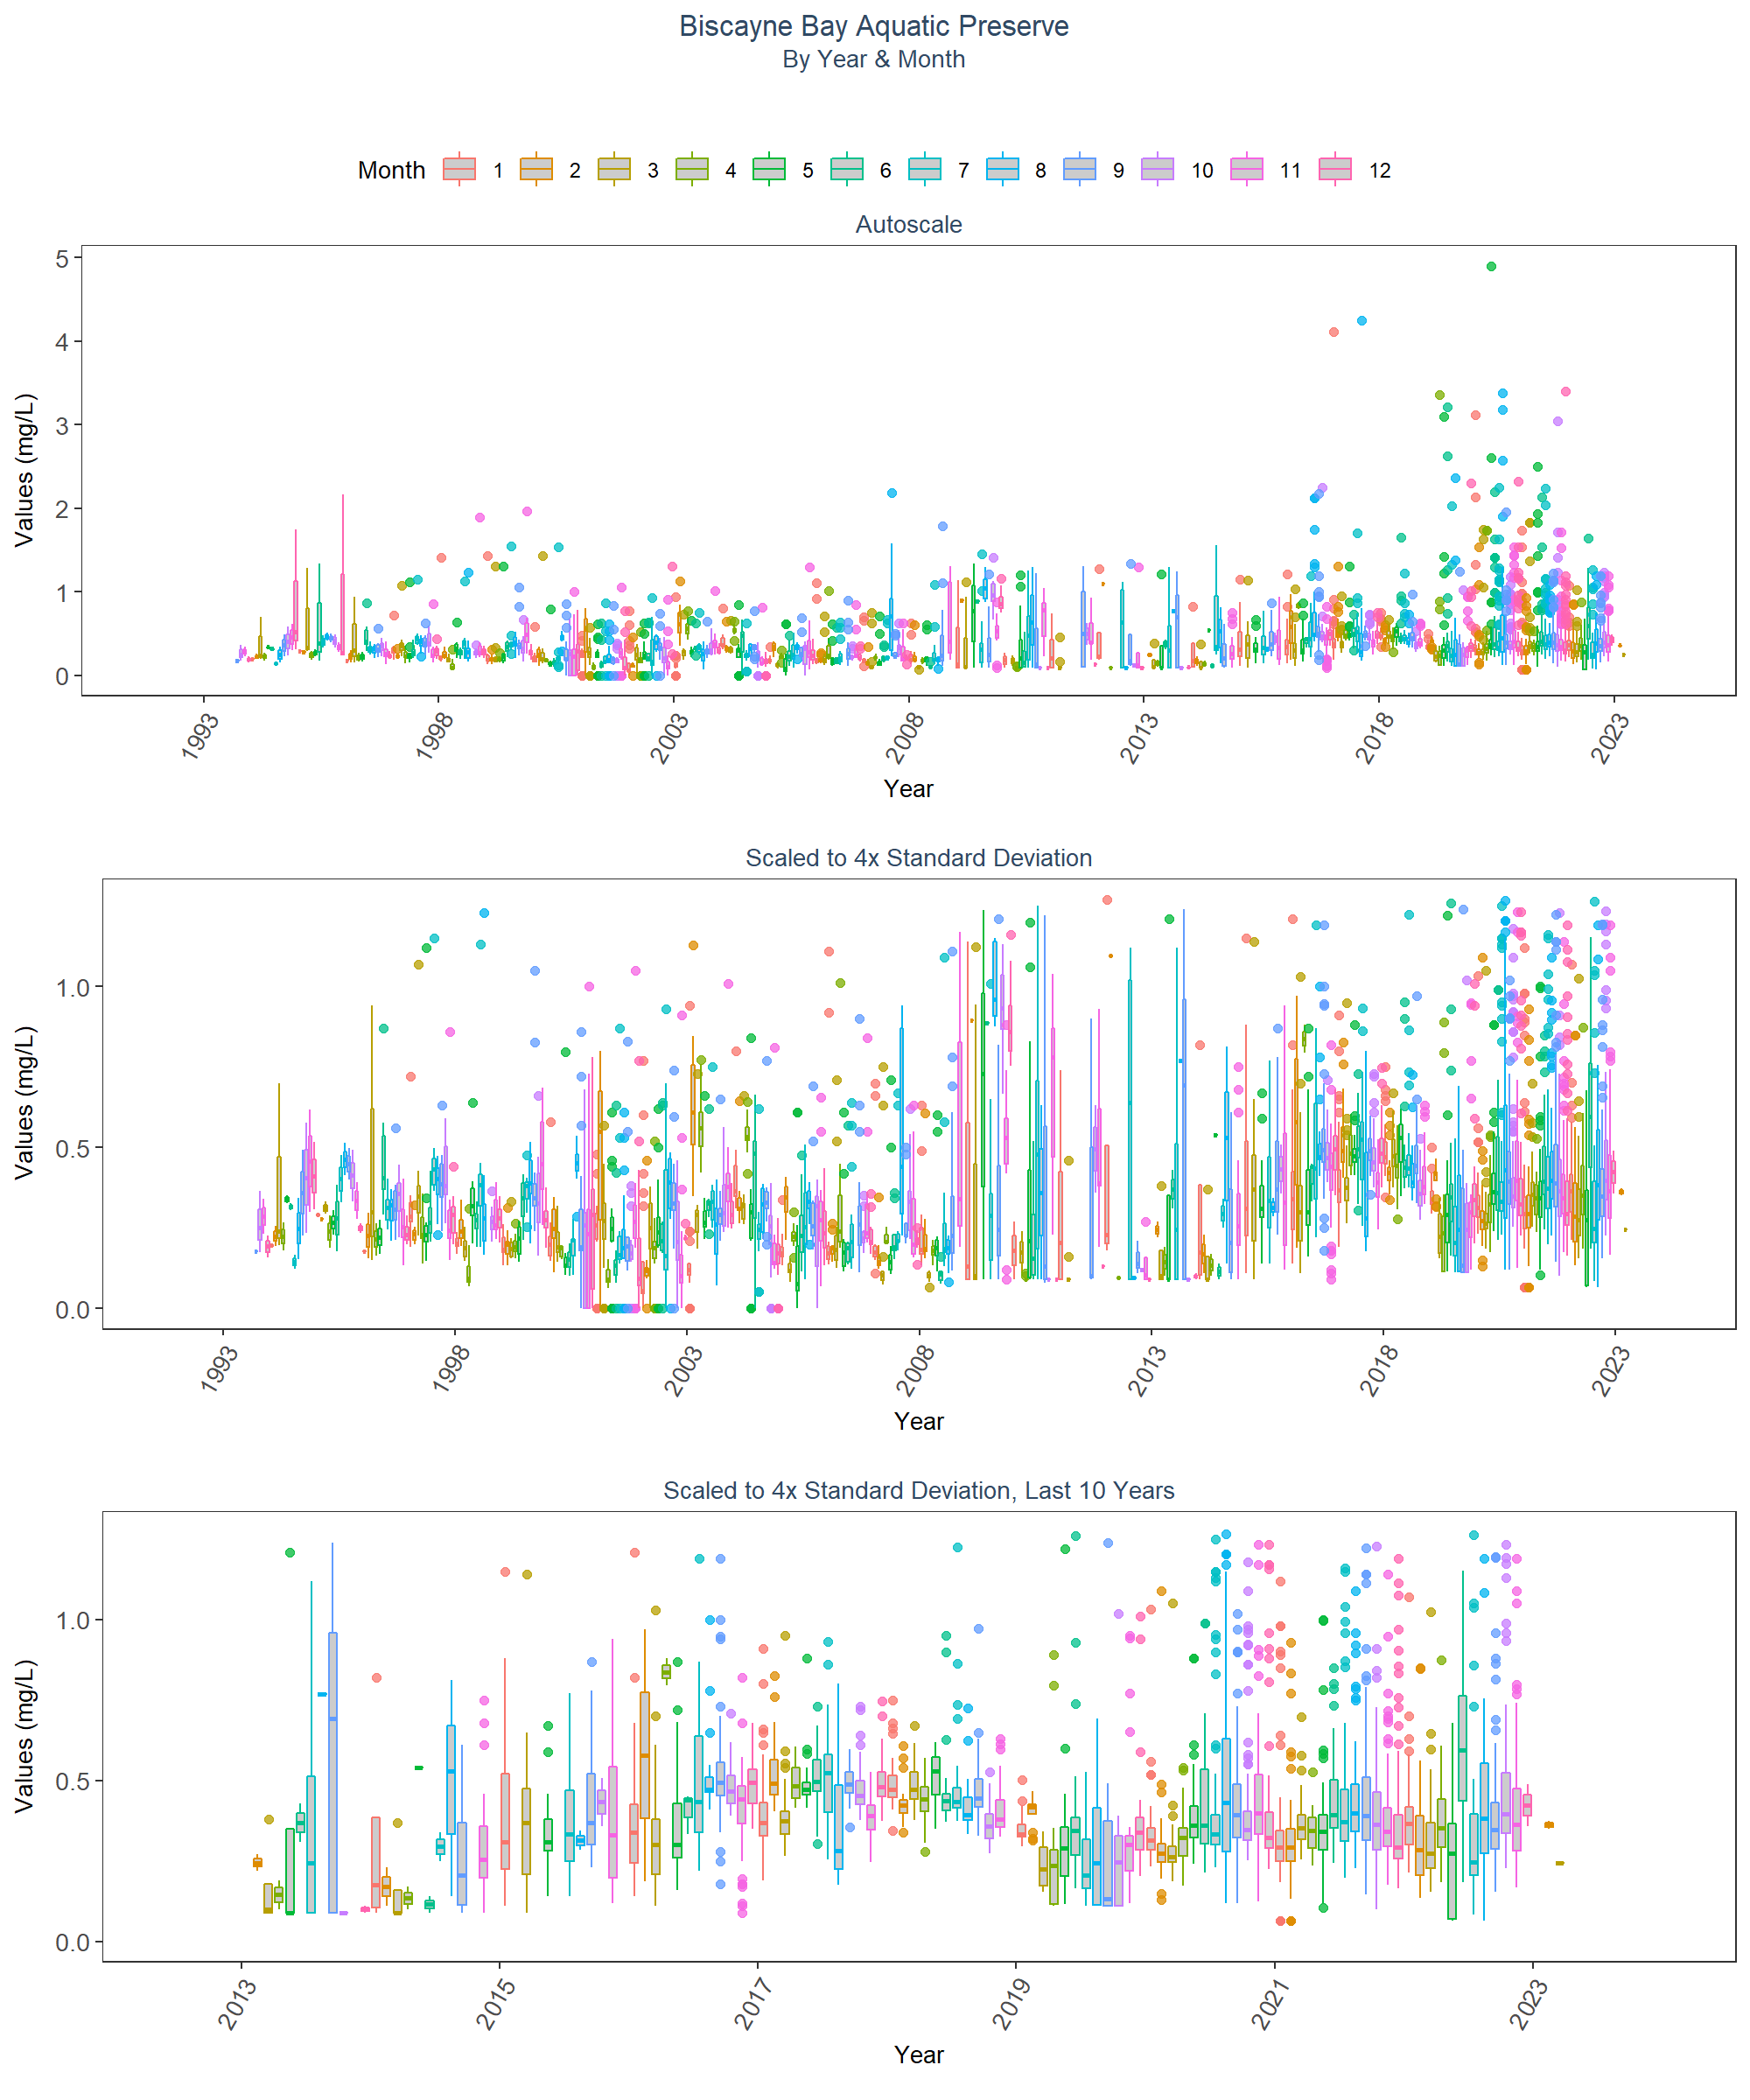 Biscayne Bay Aquatic Preserve
By Year & Month
Month 1 2 3 4 5 6 7 8 9 10 11 12
Autoscale
Values (mg/L)
5
4
3
2
1
0
1993 1998 2003 2008 2013 2018 2023
Year
Scaled to 4x Standard Deviation
Values (mg/L)
1.0
0.5
0.0
1993 1998 2003 2008 2013 2018 2023
Year
Scaled to 4x Standard Deviation, Last 10 Years
Values (mg/L)
1.0
0.5
0.0
2013 2015 2017 2019 2021 2023
Year